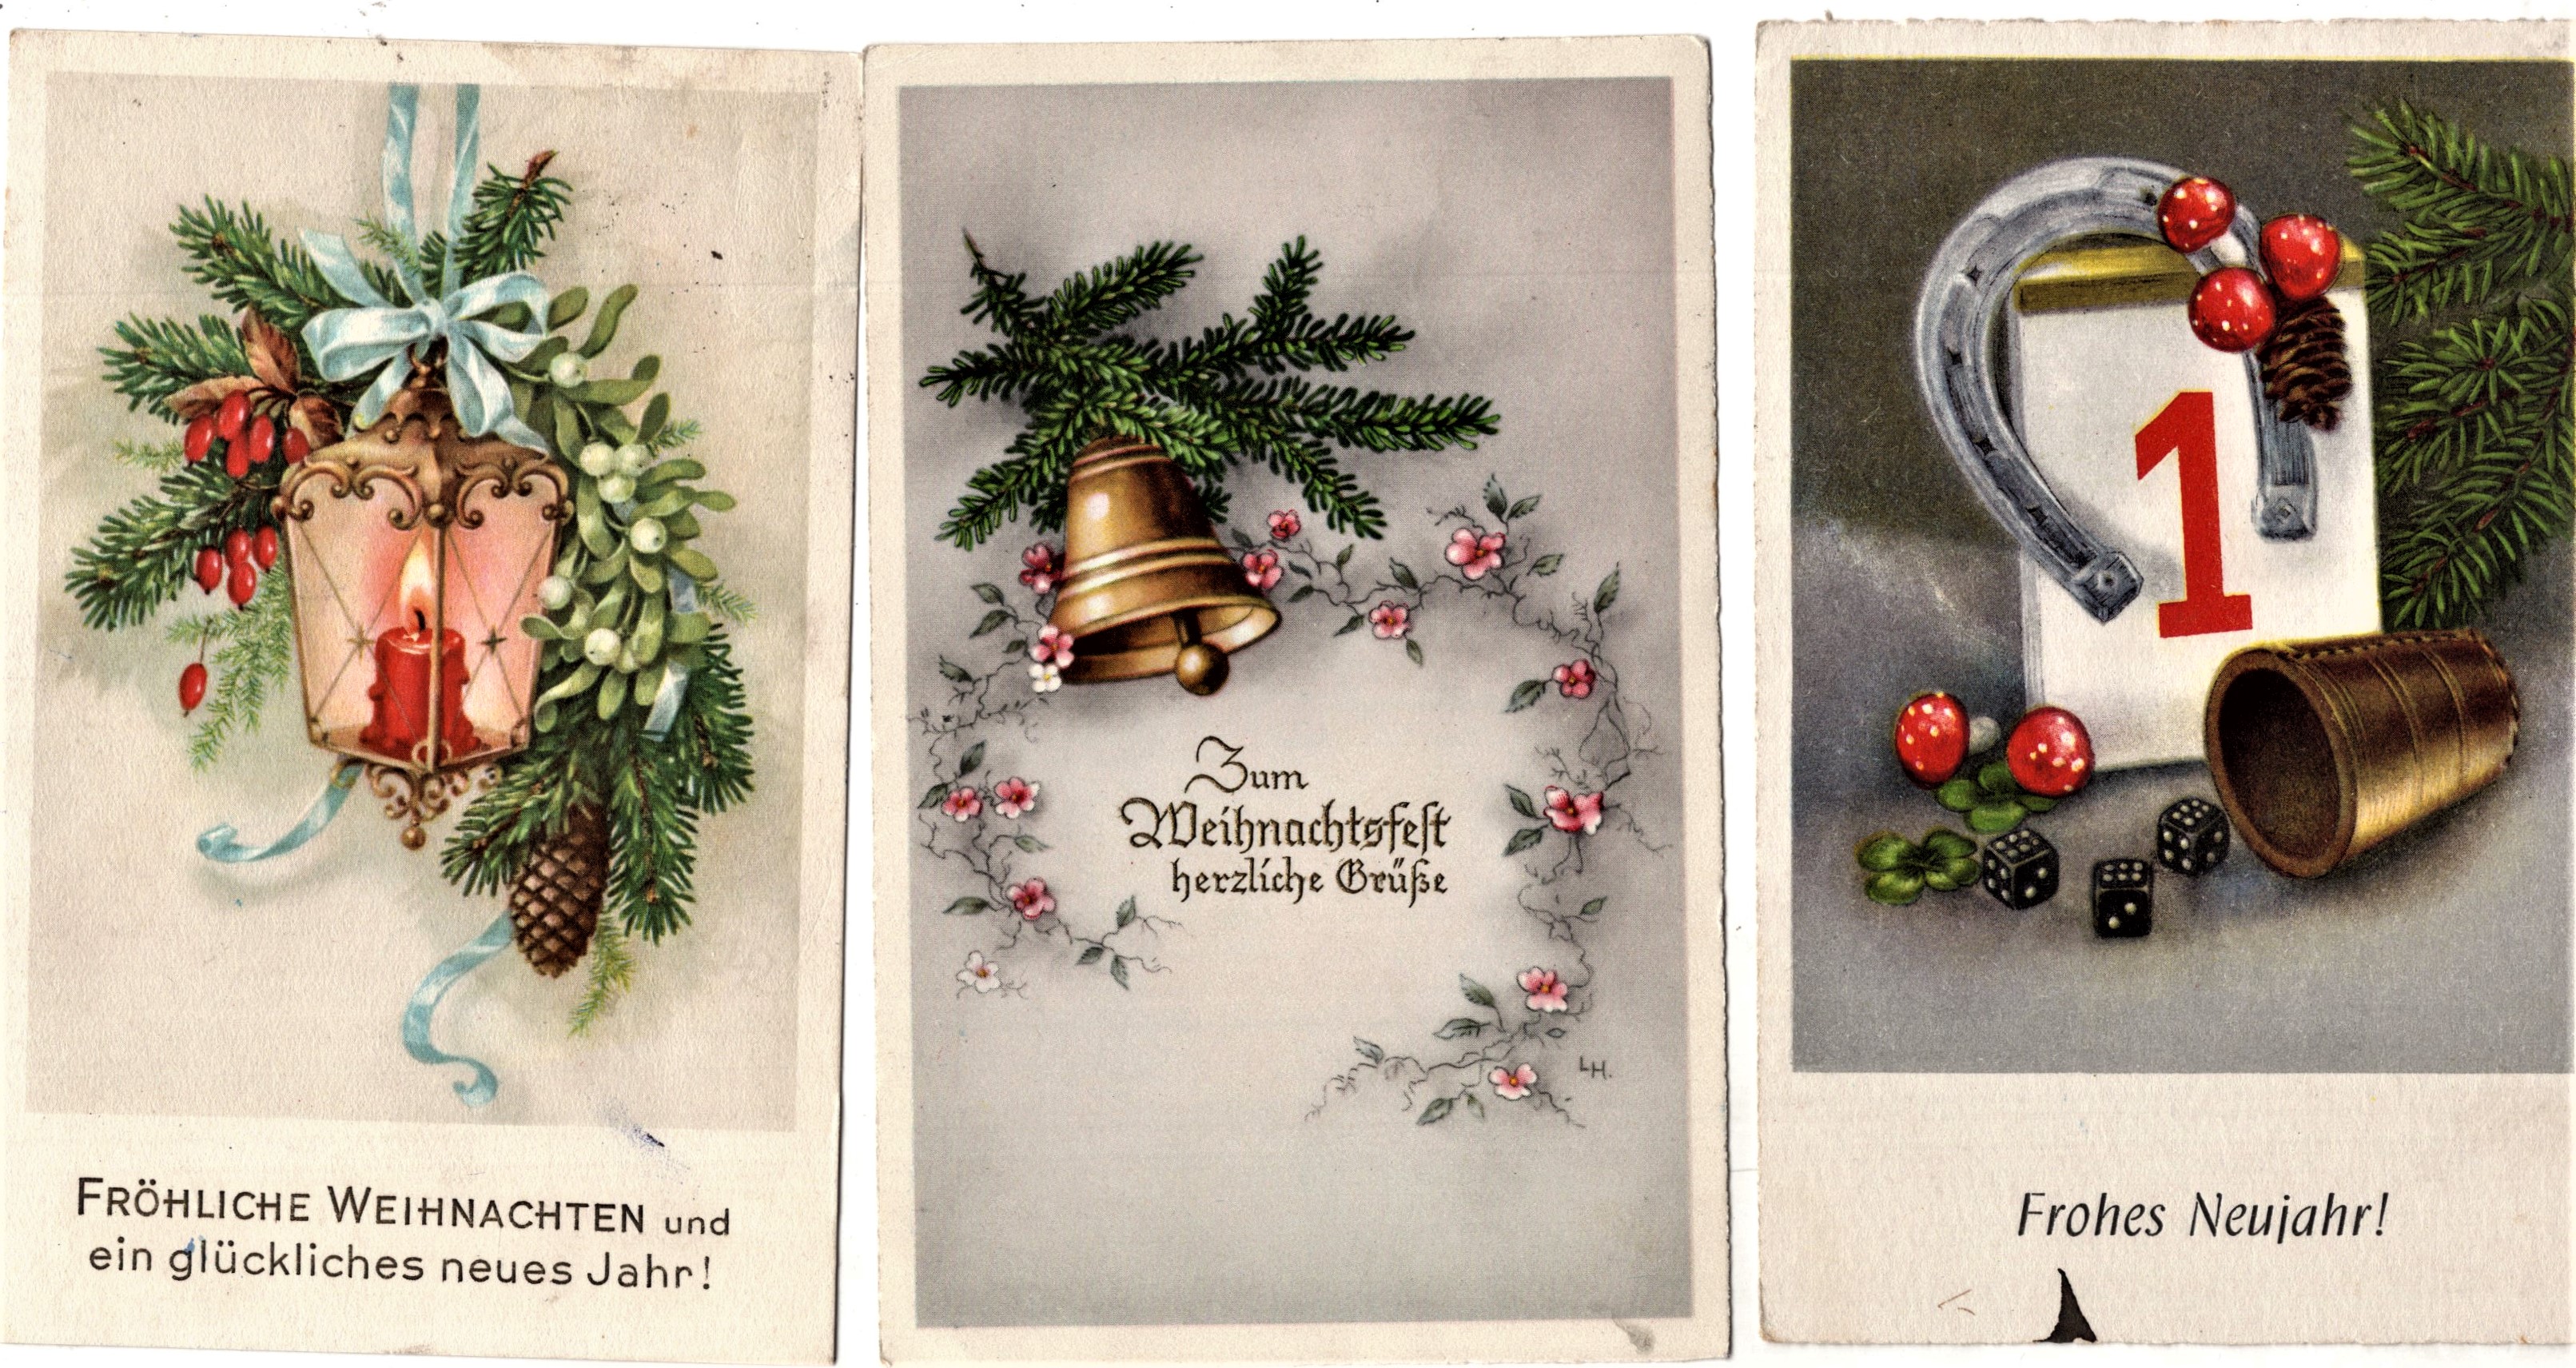 FRÖHLICHE WEIHNACHTEN und
ein glückliches neues Jahr!
Zum
Weihnachtsfest
herzliche Grüße
LH.
1
Frohes Neujahr!